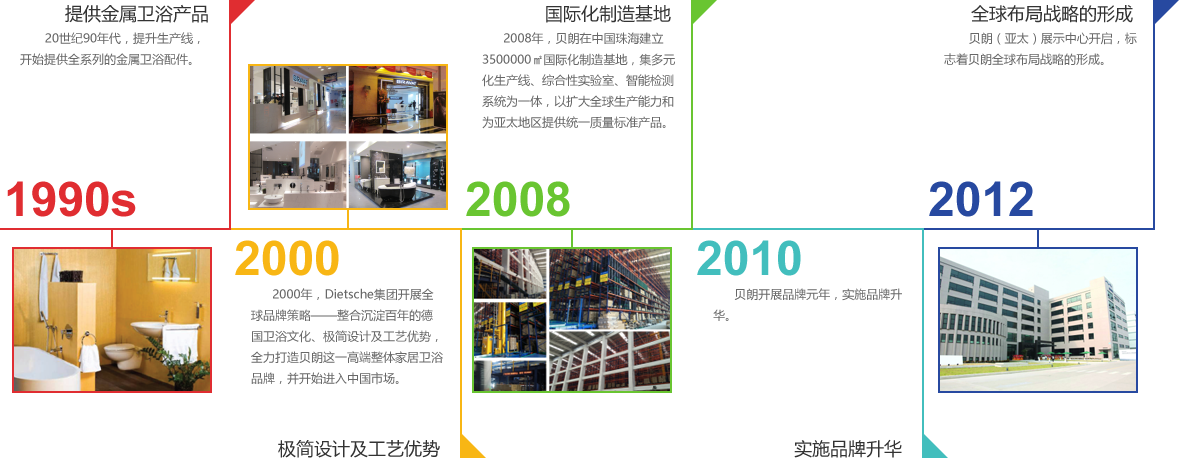 提供金属卫浴产品
20世纪90年代，提升生产线，
开始提供全系列的金属卫浴配件。
1990s
2000
2000年，Dietsche集团开展全
球品牌策略——整合沉淀百年的德
国卫浴文化、极简设计及工艺优势，
全力打造贝朗这一高端整体家居卫浴
品牌，并开始进入中国市场。
极简设计及工艺优势
国际化制造基地
2008年，贝朗在中国珠海建立
3500000㎡国际化制造基地，集多元
化生产线、综合性实验室、智能检测
系统为一体，以扩大全球生产能力和
为亚太地区提供统一质量标准产品。
2008
2010
贝朗开展品牌元年，实施品牌升
华。
实施品牌升华
全球布局战略的形成
贝朗（亚太）展示中心开启，标
志着贝朗全球布局战略的形成。
2012